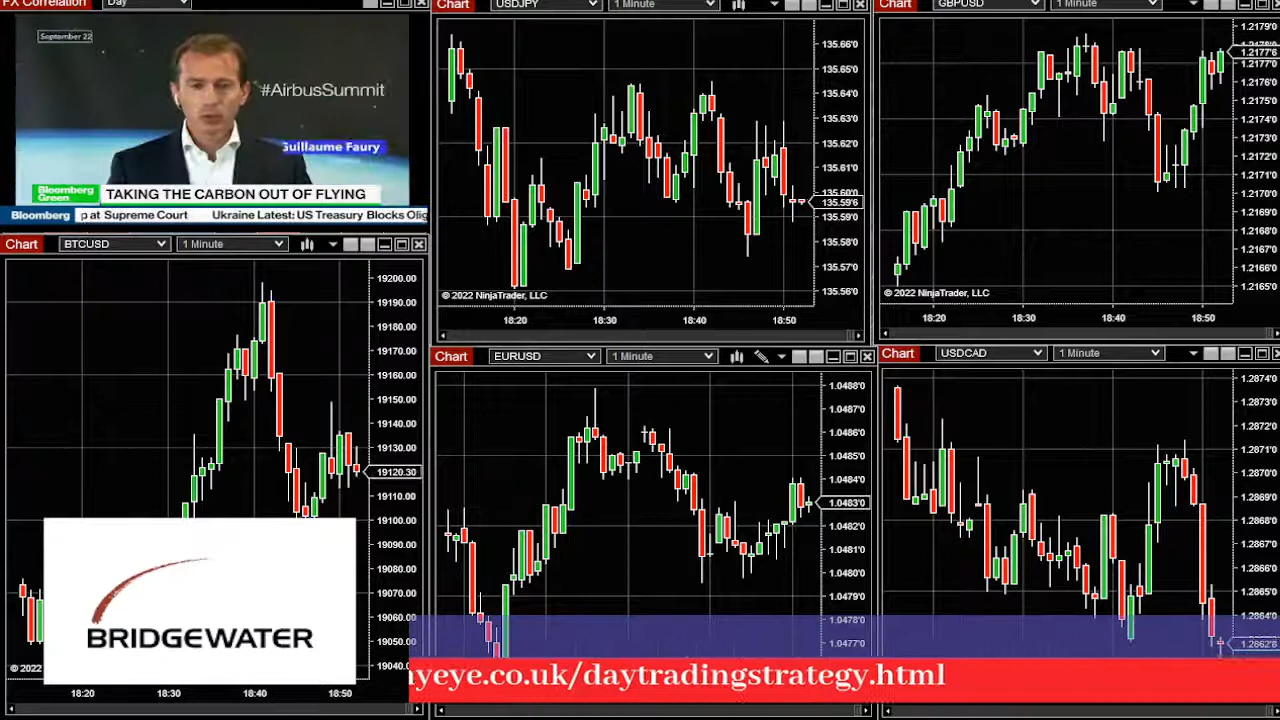 FX Correlation
Day
September 22
#AirbusSummit
Guillaume Faury
Bloomberg
Green
TAKING THE CARBON OUT OF FLYING
Bloomberg
p at Supreme Court
Ukraine Latest: US Treasury Blocks Olig
Chart
USDJPY
1 Minute
135.66'0
135.65'0
135.64'0
135.63'0
135.62'0
135.61'0
135.60'0
135.59'6
135.59'0
135.58'0
135.57'0
135.56'0
© 2022 NinjaTrader, LLC
18:20
18:30
18:40
18:50
Chart
GBPUSD
1 Minute
1.2179'0
1.2177'6
1.2177'0
1.2176'0
1.2174'0
1.2172'0
1.2171'0
1.2170'0
1.2168'0
1.2167'0
1.2166'0
1.2165'0
© 2022 NinjaTrader, LLC
18:20
18:30
18:40
18:50
Chart
BTCUSD
1 Minute
19200.00
19190.00
19180.00
19170.00
19160.00
19150.00
19140.00
19130.00
19120.30
19110.00
19100.00
19090.00
19080.00
19070.00
19060.00
19050.00
19040.00
© 2022
18:20
18:30
18:40
18:50
BRIDGEWATER
Chart
EURUSD
1 Minute
1.0488'0
1.0487'0
1.0486'0
1.0485'0
1.0484'0
1.0483'0
1.0482'0
1.0481'0
1.0480'0
1.0479'0
1.0478'0
1.0477'0
Chart
USDCAD
1 Minute
1.2874'0
1.2872'0
1.2871'0
1.2870'0
1.2869'0
1.2868'0
1.2867'0
1.2866'0
1.2865'0
1.2864'0
1.2862'6
yeye.co.uk/daytradingstrategy.html